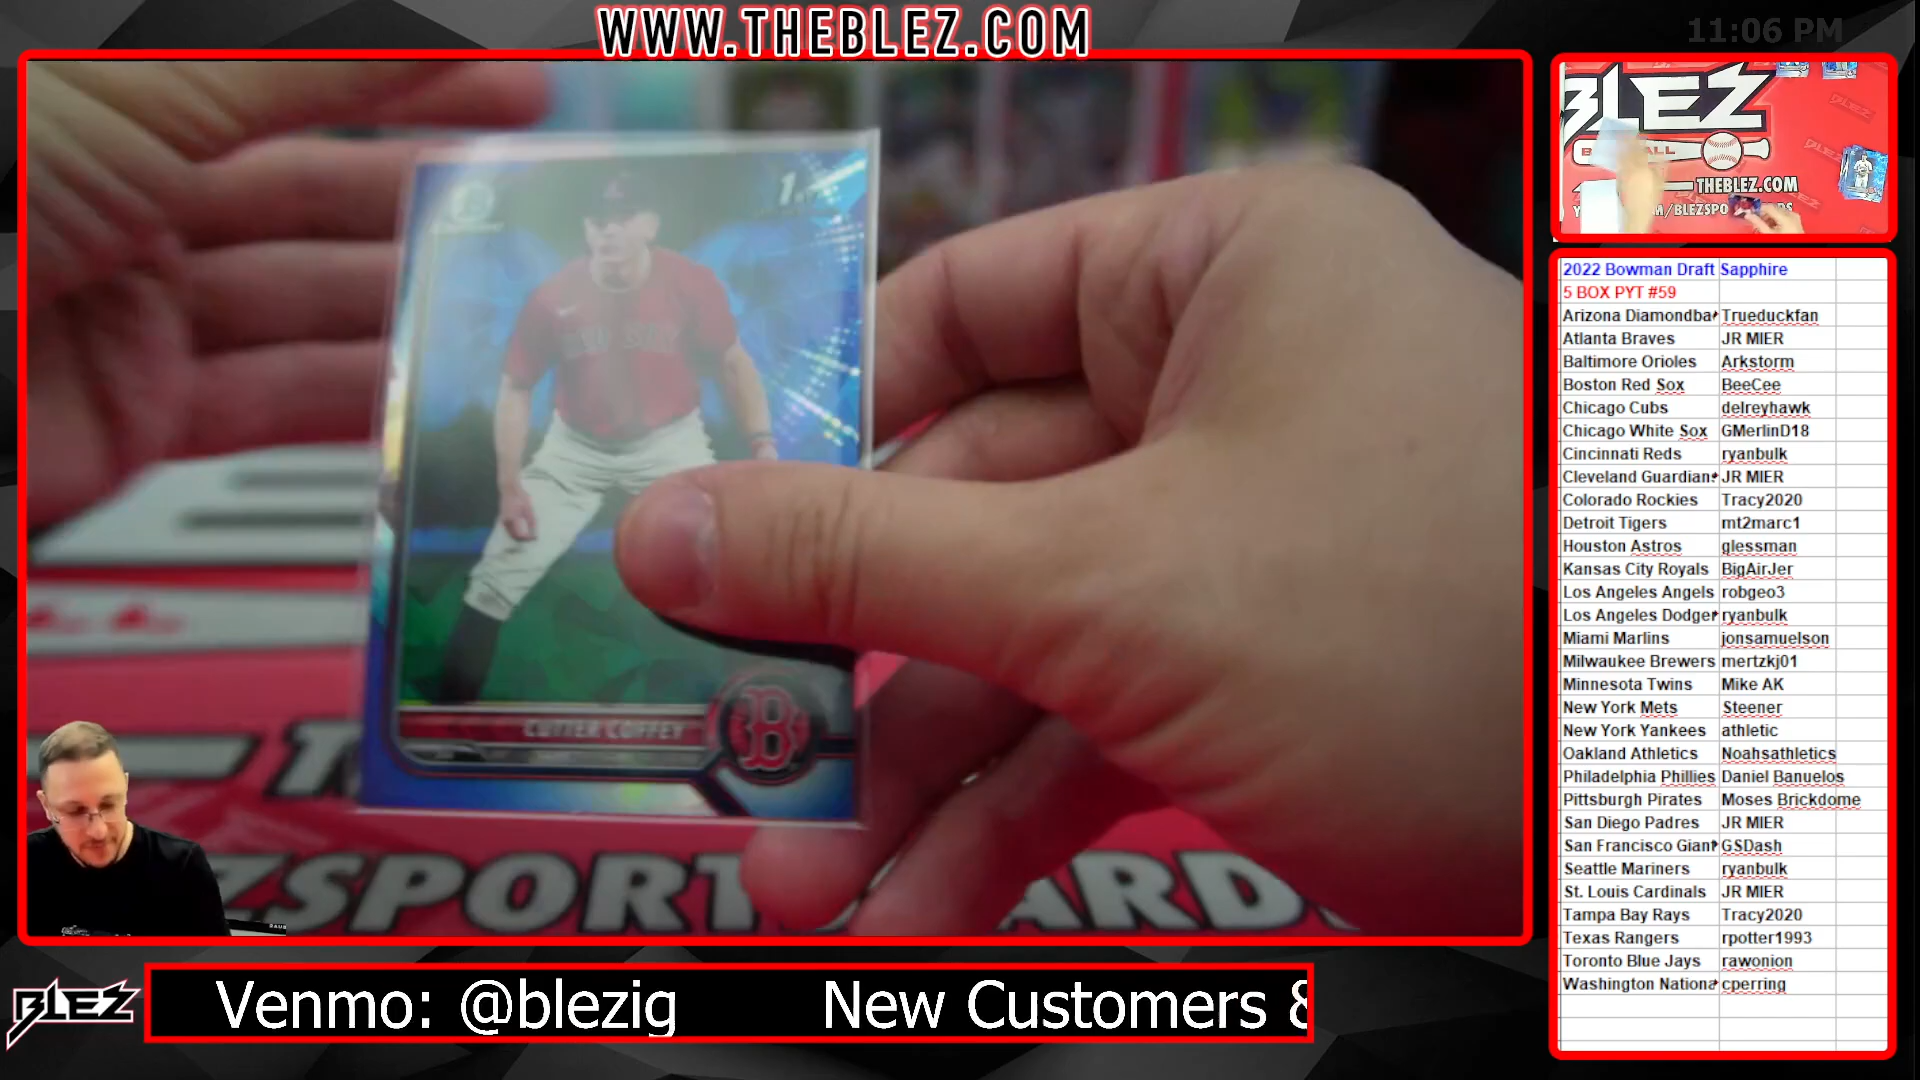 WWW.THEBLEZ.COM
11:06 PM
BLEZ
THEBLEZ.COM
M/BLEZSPO
1
CUTTER COFFEY
B
ZSPORT ARD
2022 Bowman Draft Sapphire
5 BOX PYT #59
Arizona Diamondba Trueduckfan
Atlanta Braves JR MIER
Baltimore Orioles Arkstorm
Boston Red Sox BeeCee
Chicago Cubs delreyhawk
Chicago White Sox GMerlinD18
Cincinnati Reds ryanbulk
Cleveland Guardian JR MIER
Colorado Rockies Tracy2020
Detroit Tigers mt2marc1
Houston Astros glessman
Kansas City Royals BigAirJer
Los Angeles Angels robgeo3
Los Angeles Dodger ryanbulk
Miami Marlins jonsamuelson
Milwaukee Brewers mertzkj01
Minnesota Twins Mike AK
New York Mets Steener
New York Yankees athletic
Oakland Athletics Noahsathletics
Philadelphia Phillies Daniel Banuelos
Pittsburgh Pirates Moses Brickdome
San Diego Padres JR MIER
San Francisco Giant GSDash
Seattle Mariners ryanbulk
St. Louis Cardinals JR MIER
Tampa Bay Rays Tracy2020
Texas Rangers rpotter1993
Toronto Blue Jays rawonion
Washington Nationa cperring
BLEZ
Venmo: @blezig New Customers &